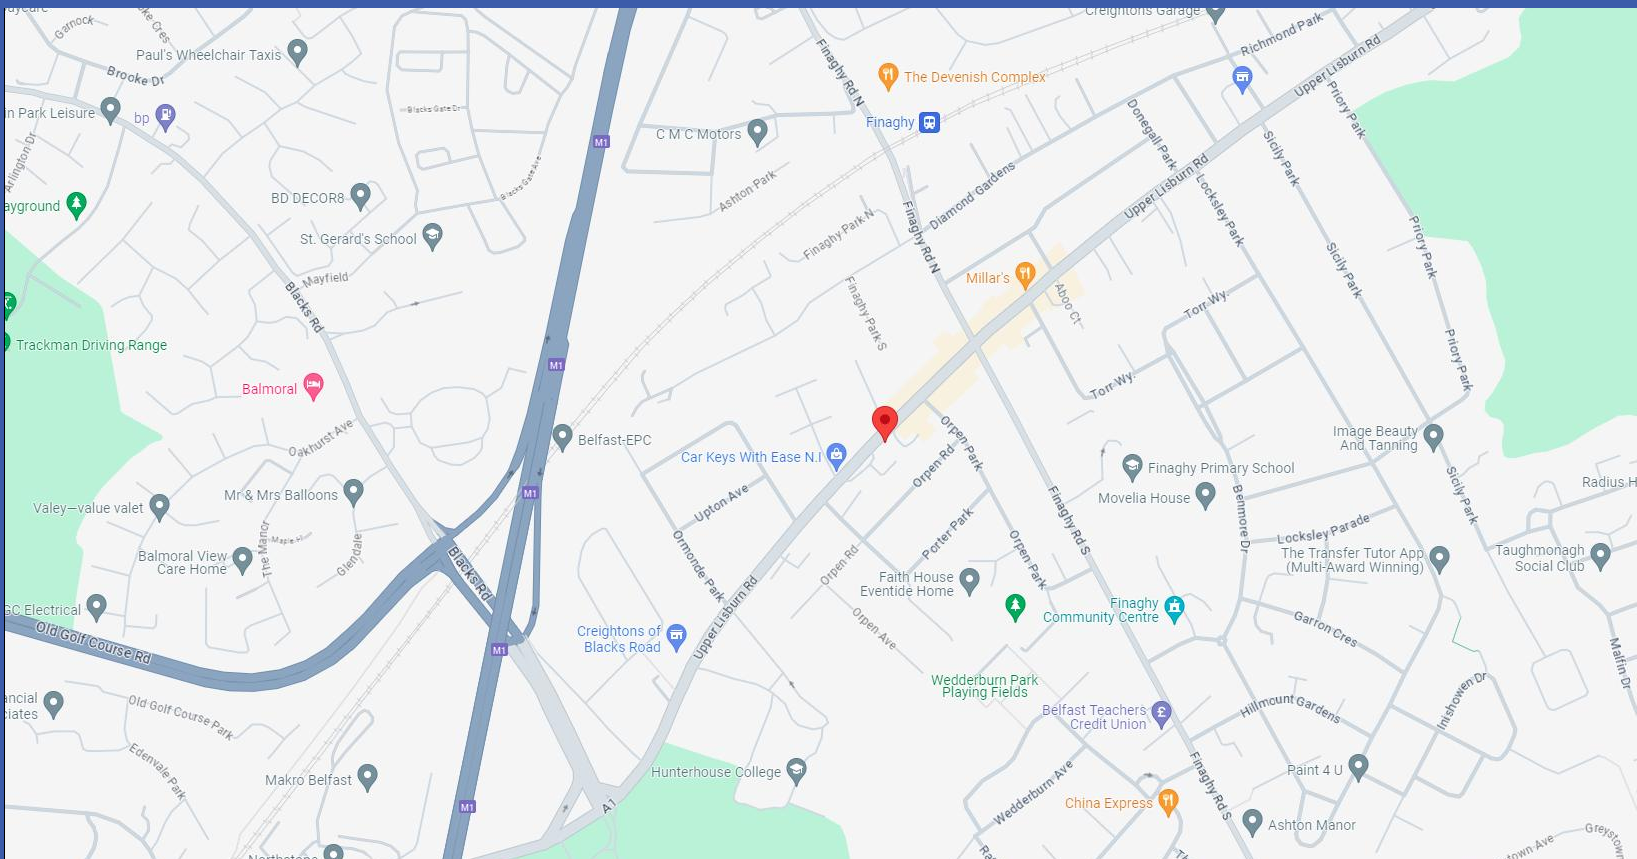 Garnock
Paul's Wheelchair Taxis
Brooke Dr
in Park Leisure
bp
Arlington Dr
ayground
BD DECOR8
St. Gerard's School
Blacks Gate Dr
Blacks Gate Ave
Mayfield
Blacks Rd
Trackman Driving Range
Balmoral
Oakhurst Ave
Mr & Mrs Balloons
Valey–value valet
Balmoral View
Care Home
The Manor
Maple Hl
Glendale
GC Electrical
Old Golf Course Rd
Old Golf Course Park
Edenvale Park
Makro Belfast
Blacks Rd
M1
M1
M1
M1
M1
Belfast-EPC
Creightons Garage
Richmond Park
Upper Lisburn Rd
Finaghy Rd N
The Devenish Complex
Finaghy
C M C Motors
Ashton Park
Finaghy Park N
Finaghy Park S
Diamond Gardens
Finaghy Rd N
Donegall Park
Locksley Park
Upper Lisburn Rd
Sicily Park
Priory Park
Sicily Park
Priory Park
Priory Park
Millar's
Aboo Ct
Torr Wy.
Torr Wy.
Car Keys With Ease N.I
Upton Ave
Ormonde Park
Upper Lisburn Rd
Orpen Park
Orpen Rd
Porter Park
Orpen Park
Orpen Rd
Orpen Ave
Faith House
Eventide Home
Finaghy Rd S
Finaghy Primary School
Movelia House
Benmore Dr
Image Beauty
And Tanning
Sicily Park
Radius H
Locksley Parade
The Transfer Tutor App
(Multi-Award Winning)
Taughmonagh
Social Club
Finaghy
Community Centre
Garron Cres
Malfin Dr
Creightons of
Blacks Road
Wedderburn Park
Playing Fields
Belfast Teachers
Credit Union
Hillmount Gardens
Inishowen Dr
Hunterhouse College
A1
Wedderburn Ave
China Express
Finaghy Rd S
Paint 4 U
Ashton Manor
Greystown
town Ave